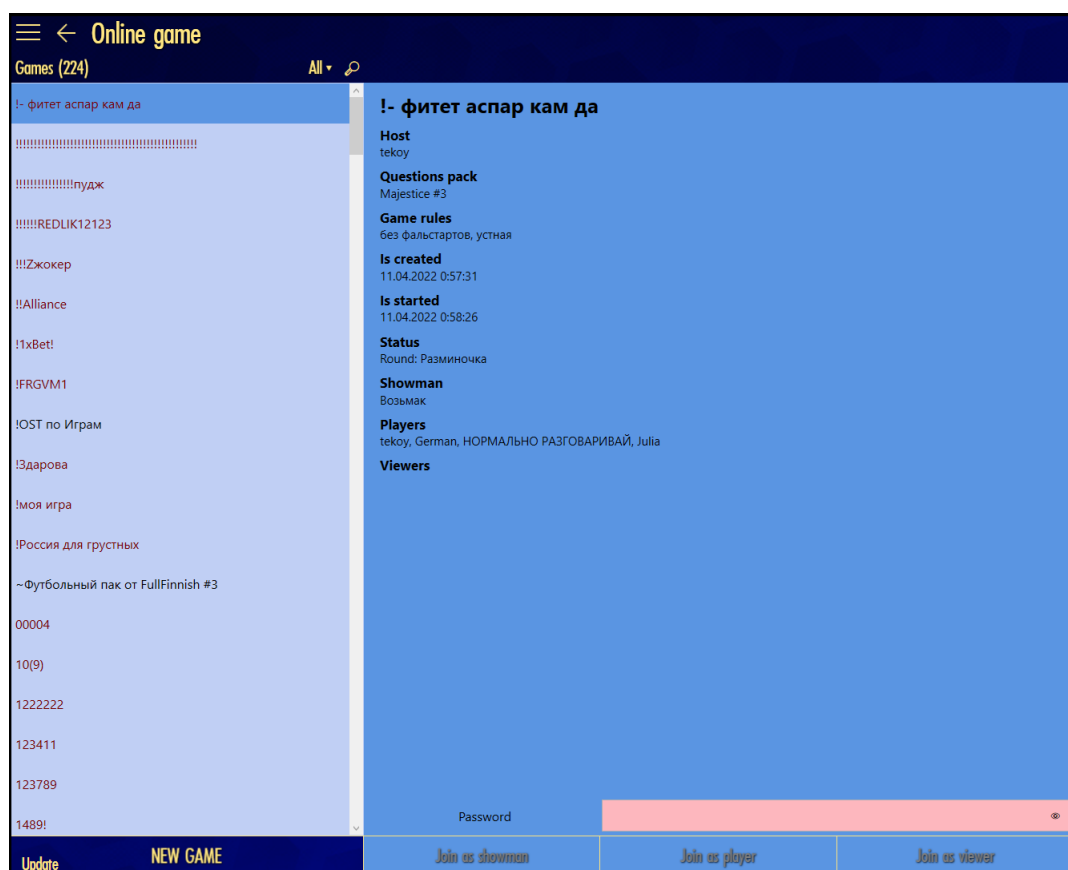 Online game
Games (224)
All
!- фитет аспар кам да
!!!!!!!!!!!!!!!!!!!!!!!!!!!!!!!!!!!!!!!!!!!!!!!!!!
!!!!!!!!!!!!!!!!пудж
!!!!!!REDLIK12123
!!!Zжокер
!!Alliance
!1xBet!
!FRGVM1
!OST по Играм
!Здарова
!моя игра
!Россия для грустных
~Футбольный пак от FullFinnish #3
00004
10(9)
1222222
123411
123789
1489!
Update
NEW GAME
!- фитет аспар кам да
Host
tekoy
Questions pack
Majestice #3
Game rules
без фальстартов, устная
Is created
11.04.2022 0:57:31
Is started
11.04.2022 0:58:26
Status
Round: Разминочка
Showman
Возьмак
Players
tekoy, German, НОРМАЛЬНО РАЗГОВАРИВАЙ, Julia
Viewers
Password
Join as showman
Join as player
Join as viewer